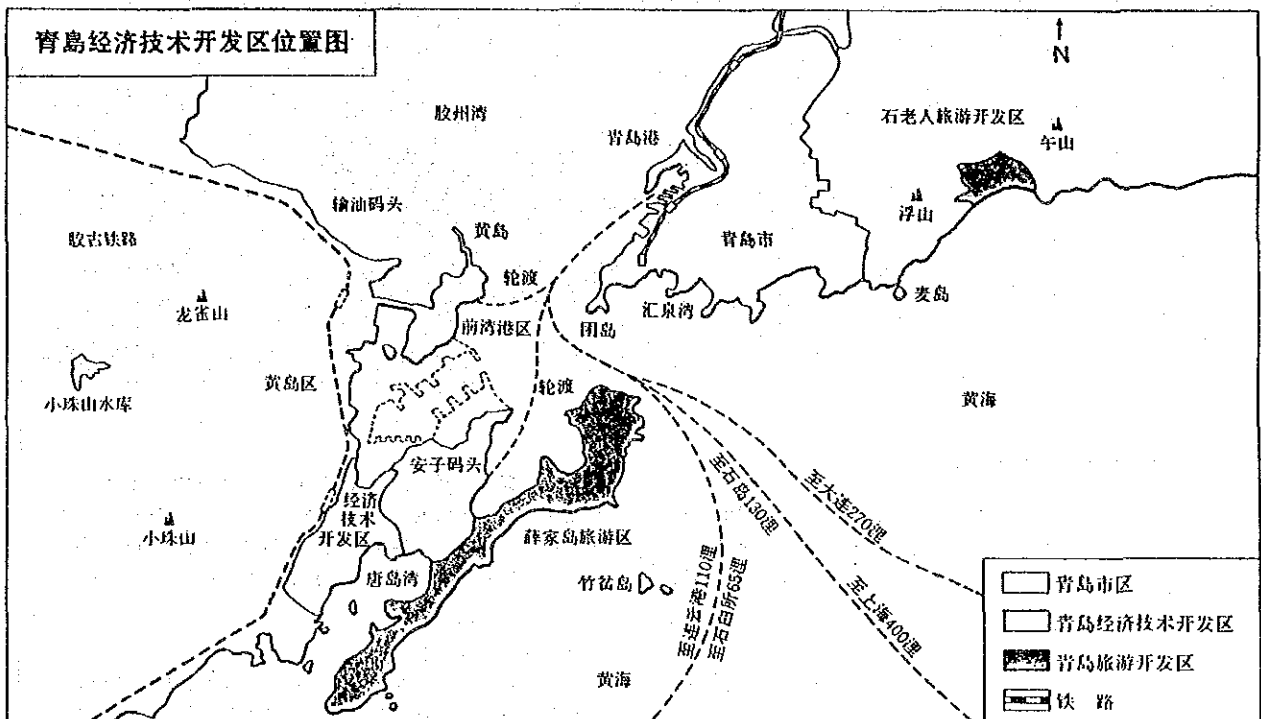 青岛经济技术开发区位置图
N
胶州湾
青岛港
石老人旅游开发区
午山
浮山
输油码头
黄岛
青岛市
胶古铁路
轮渡
麦岛
龙雀山
前湾港区
团岛
汇泉湾
黄岛区
轮渡
黄海
小珠山水库
安子码头
至石岛130浬
至大连270浬
经济
技术
开发区
小珠山
薛家岛旅游区
唐岛湾
竹岔岛
至连云港110浬
至石臼所65浬
至上海400浬
黄海
青岛市区
青岛经济技术开发区
青岛旅游开发区
铁 路